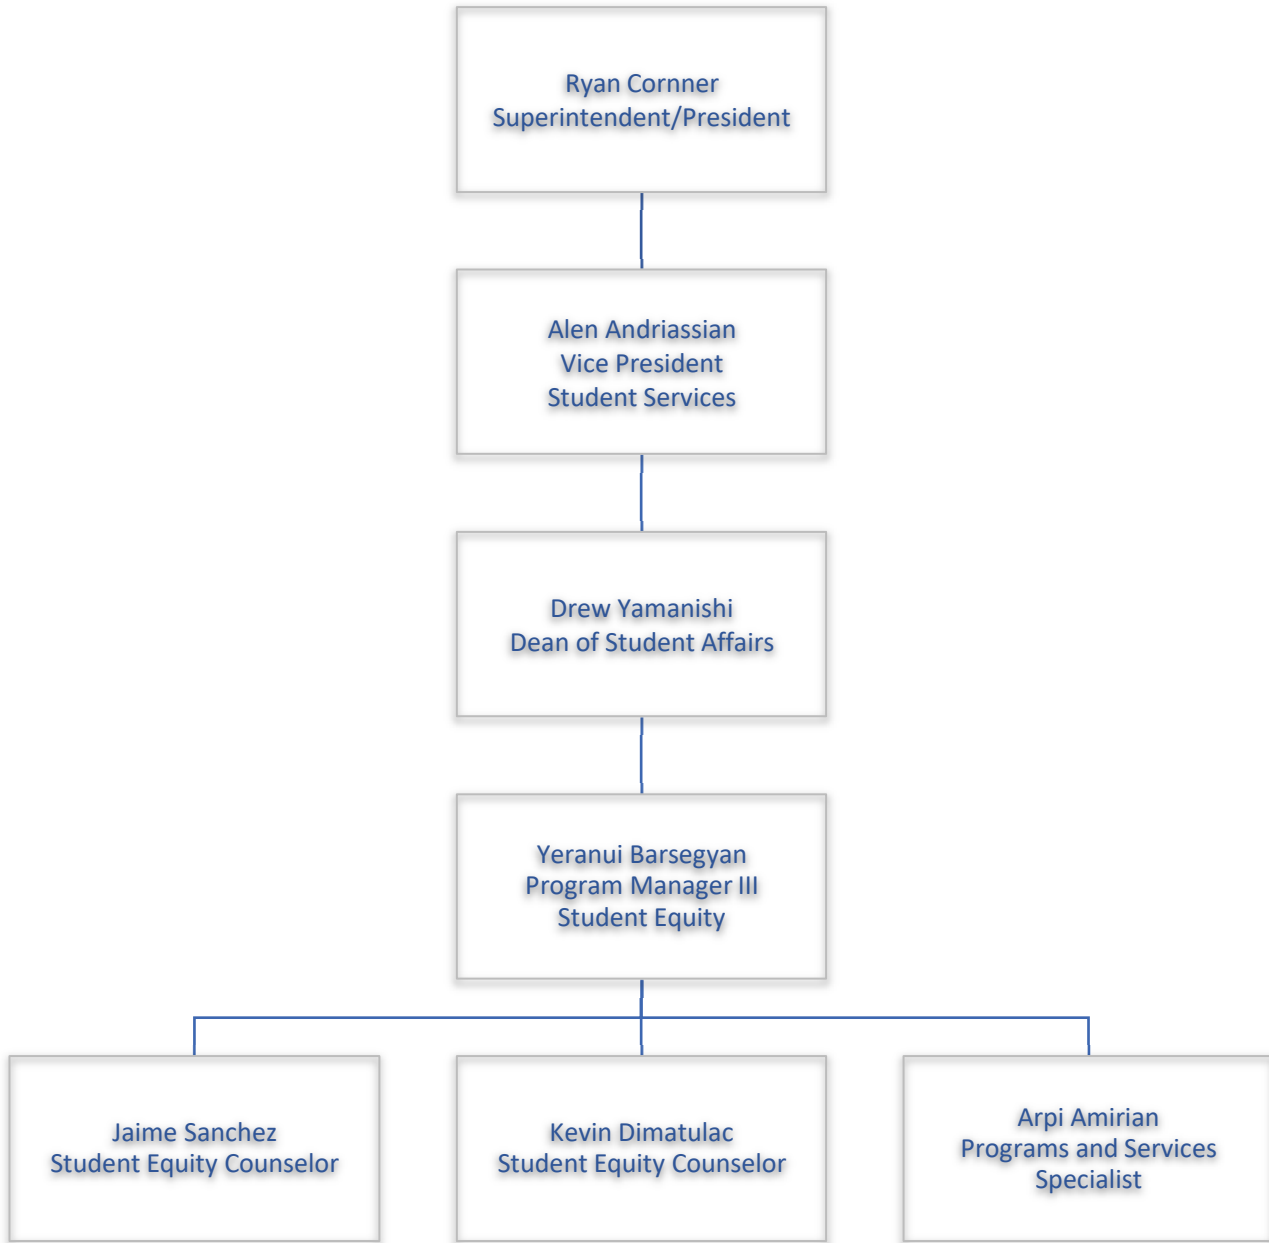 Ryan Cornner
Superintendent/President
Alen Andriassian
Vice President
Student Services
Drew Yamanishi
Dean of Student Affairs
Yeranui Barsegyan
Program Manager III
Student Equity
Jaime Sanchez
Student Equity Counselor
Kevin Dimatulac
Student Equity Counselor
Arpi Amirian
Programs and Services
Specialist